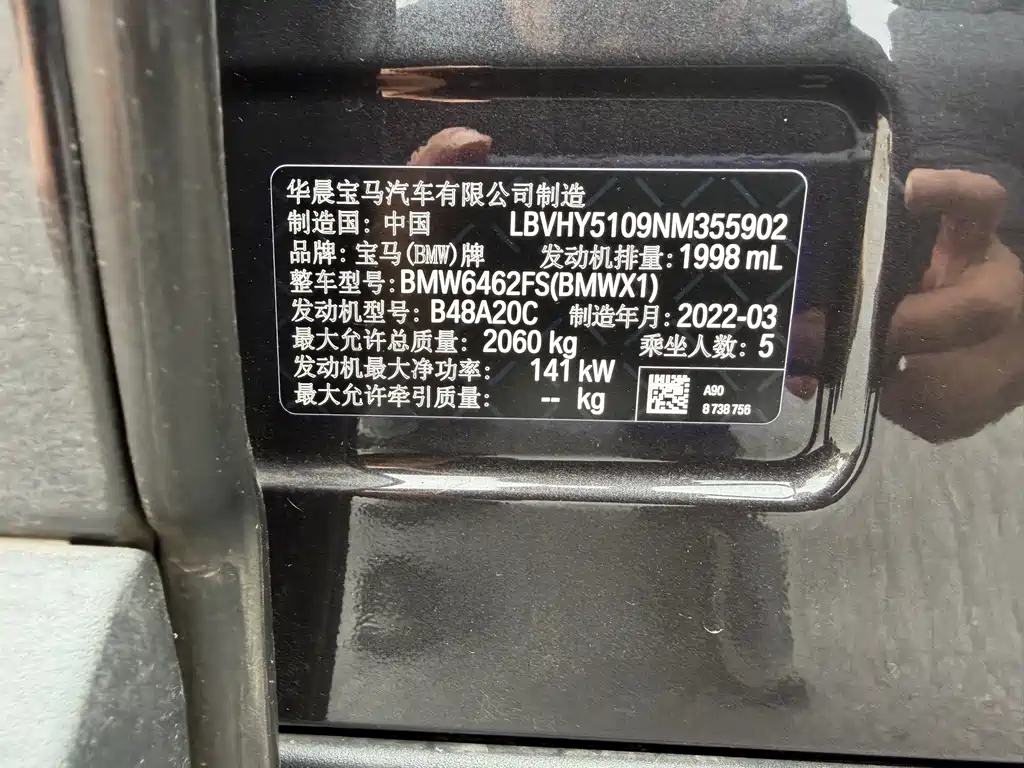 华晨宝马汽车有限公司制造
制造国: 中国 LBVHY5109NM355902
品牌: 宝马(BMW)牌 发动机排量: 1998 mL
整车型号: BMW6462FS(BMWX1)
发动机型号: B48A20C 制造年月: 2022-03
最大允许总质量: 2060 kg 乘坐人数: 5
发动机最大净功率: 141 kW
最大允许牵引质量: -- kg
A90
8 738 756